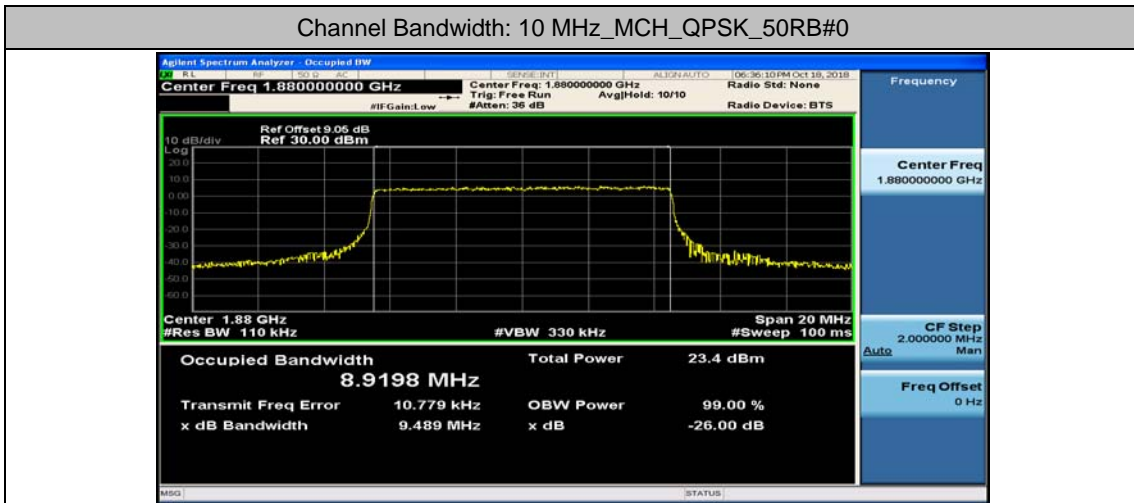 Channel Bandwidth: 10 MHz_MCH_QPSK_50RB#0
Agilent Spectrum Analyzer - Occupied BW
RL RF 50 Ω AC SENSE:INT ALIGN AUTO 06:36:10 PM Oct 18, 2018
Center Freq 1.880000000 GHz
Center Freq: 1.880000000 GHz
Radio Std: None
Trig: Free Run Avg|Hold: 10/10
#IFGain:Low
#Atten: 36 dB
Radio Device: BTS
Ref Offset 9.05 dB
10 dB/div Ref 30.00 dBm
Log
20.0
10.0
0.00
-10.0
-20.0
-30.0
-40.0
-50.0
-60.0
Center 1.88 GHz Span 20 MHz
#Res BW 110 kHz #VBW 330 kHz #Sweep 100 ms
Occupied Bandwidth Total Power 23.4 dBm
8.9198 MHz
Transmit Freq Error 10.779 kHz OBW Power 99.00 %
x dB Bandwidth 9.489 MHz x dB -26.00 dB
MSG STATUS
Frequency
Center Freq
1.880000000 GHz
CF Step
2.000000 MHz
Auto Man
Freq Offset
0 Hz